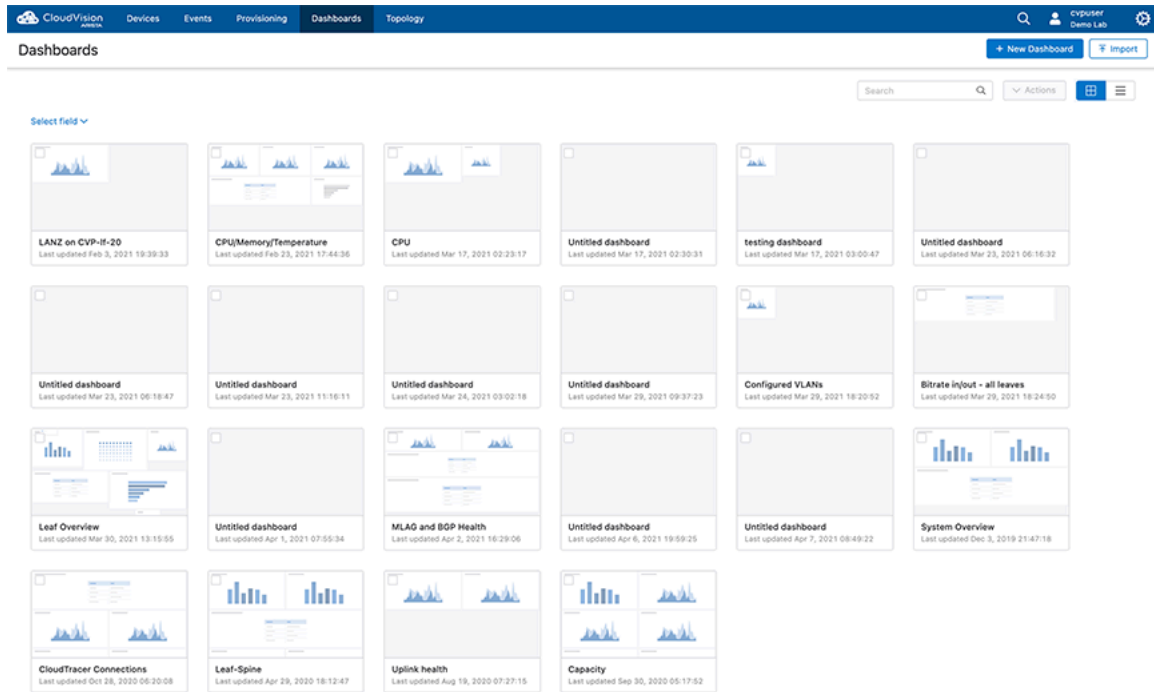 CloudVision
ARISTA
Devices
Events
Provisioning
Dashboards
Topology
cvpuser
Demo Lab
Dashboards
+ New Dashboard
Import
Search
Actions
Select field
LANZ on CVP-lf-20
Last updated Feb 3, 2021 19:39:33
CPU/Memory/Temperature
Last updated Feb 23, 2021 17:44:36
CPU
Last updated Mar 17, 2021 02:23:17
Untitled dashboard
Last updated Mar 17, 2021 02:30:31
testing dashboard
Last updated Mar 17, 2021 03:00:47
Untitled dashboard
Last updated Mar 23, 2021 06:16:32
Untitled dashboard
Last updated Mar 23, 2021 06:18:47
Untitled dashboard
Last updated Mar 23, 2021 11:16:11
Untitled dashboard
Last updated Mar 24, 2021 03:02:18
Untitled dashboard
Last updated Mar 29, 2021 09:37:23
Configured VLANs
Last updated Mar 29, 2021 18:20:52
Bitrate in/out - all leaves
Last updated Mar 29, 2021 18:24:50
Leaf Overview
Last updated Mar 30, 2021 13:15:55
Untitled dashboard
Last updated Apr 1, 2021 07:55:34
MLAG and BGP Health
Last updated Apr 2, 2021 16:29:06
Untitled dashboard
Last updated Apr 6, 2021 19:59:25
Untitled dashboard
Last updated Apr 7, 2021 08:49:22
System Overview
Last updated Dec 3, 2019 21:47:18
CloudTracer Connections
Last updated Oct 28, 2020 06:20:08
Leaf-Spine
Last updated Apr 29, 2020 18:12:47
Uplink health
Last updated Aug 19, 2020 07:27:15
Capacity
Last updated Sep 30, 2020 05:17:52